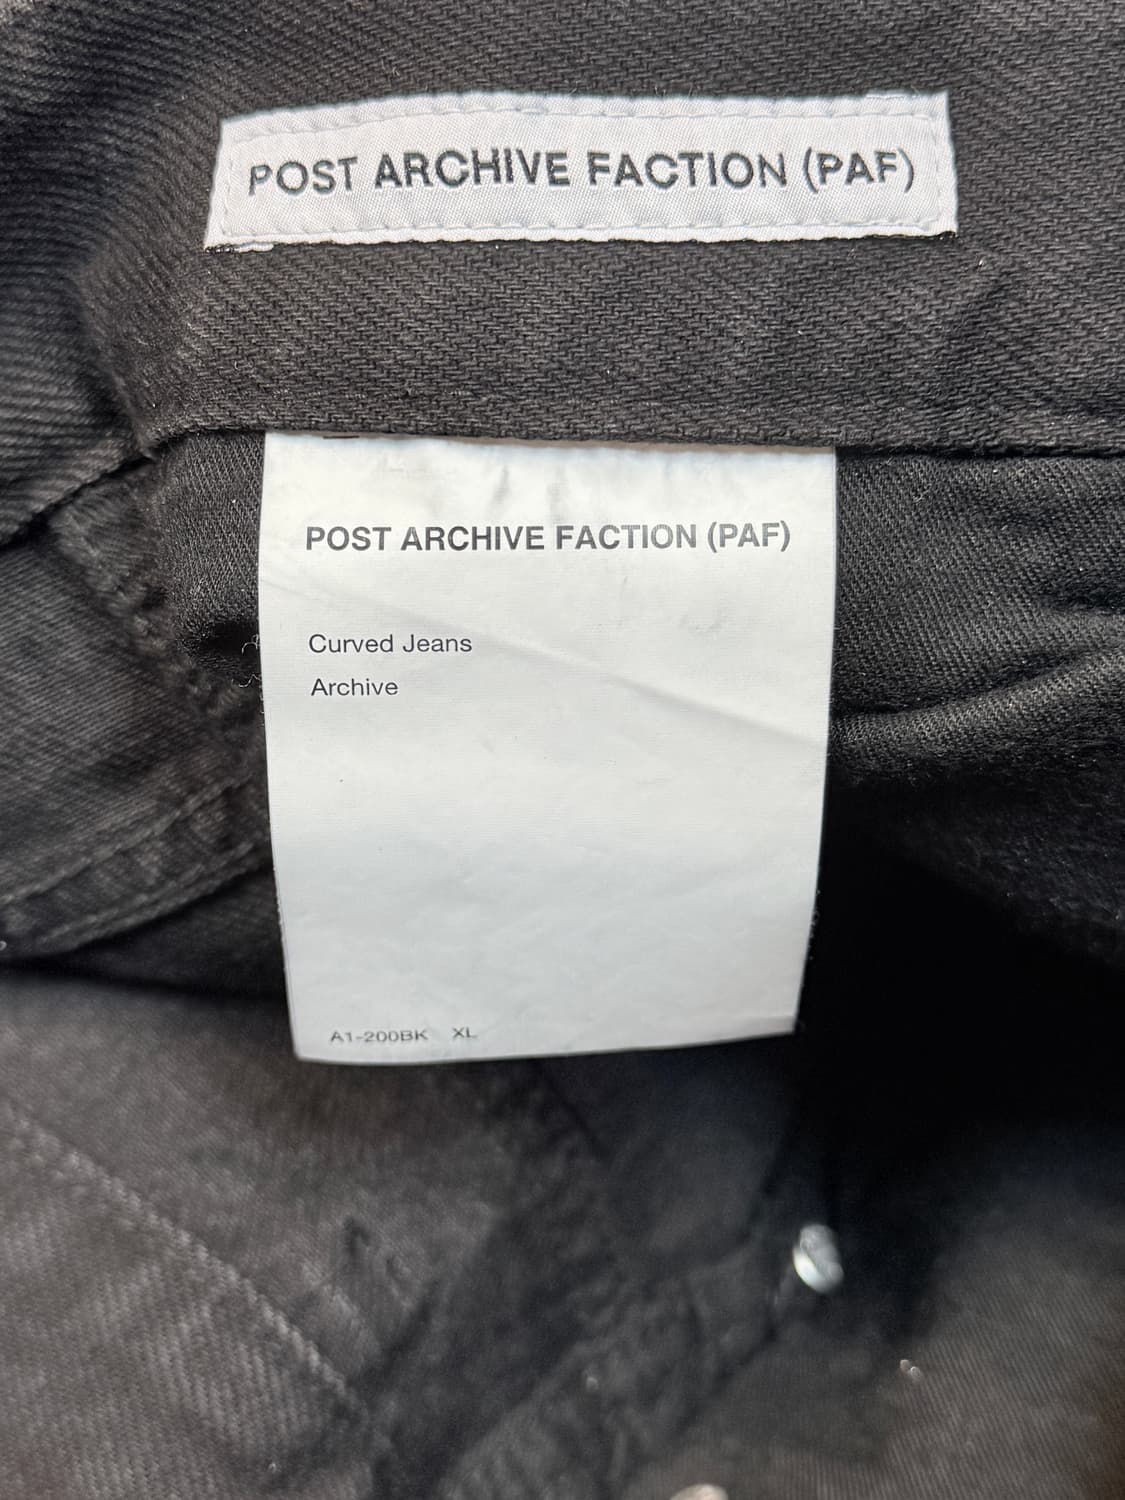 POST ARCHIVE FACTION (PAF)
POST ARCHIVE FACTION (PAF)
Curved Jeans
Archive
A1-200BK XL